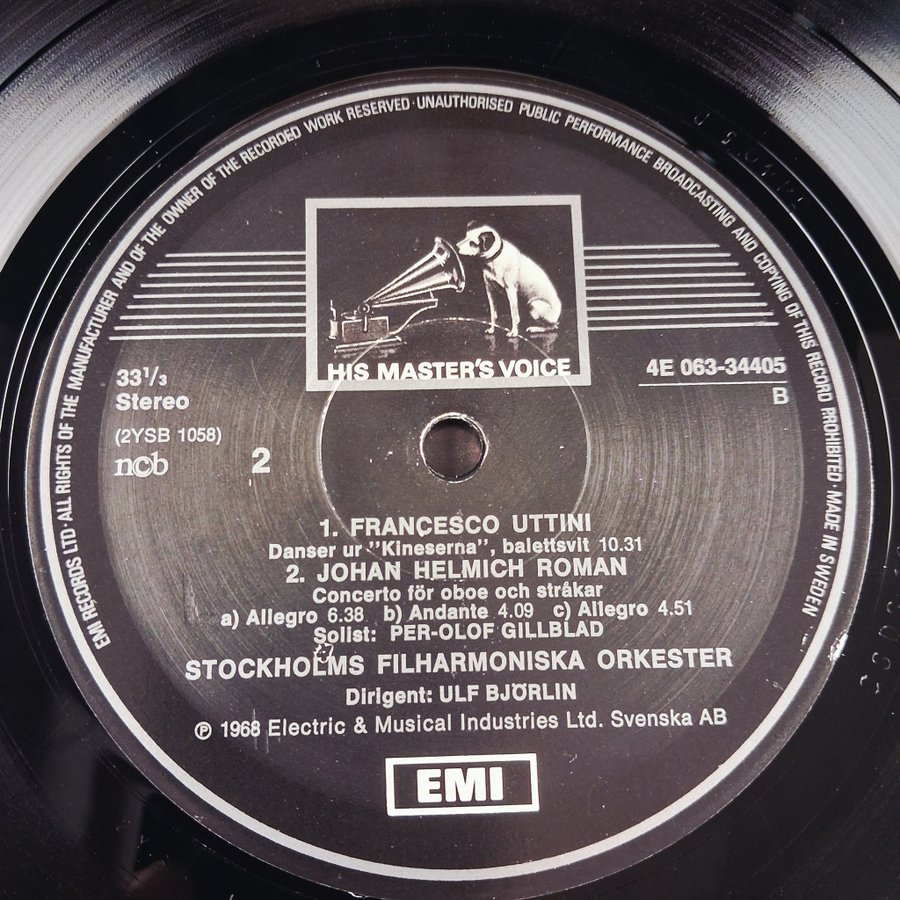 EMI RECORDS LTD · ALL RIGHTS OF THE MANUFACTURER AND OF THE OWNER OF THE RECORDED WORK RESERVED · UNAUTHORISED PUBLIC PERFORMANCE BROADCASTING AND COPYING OF THIS RECORD PROHIBITED · MADE IN SWEDEN
HIS MASTER'S VOICE
33 1/3
Stereo
(2YSB 1058)
ncb
2
4E 063-34405
B
1. FRANCESCO UTTINI
Danser ur "Kineserna", balettsvit 10.31
2. JOHAN HELMICH ROMAN
Concerto för oboe och stråkar
a) Allegro 6.38 b) Andante 4.09 c) Allegro 4.51
Solist: PER-OLOF GILLBLAD
STOCKHOLMS FILHARMONISKA ORKESTER
Dirigent: ULF BJÖRLIN
℗ 1968 Electric & Musical Industries Ltd. Svenska AB
EMI